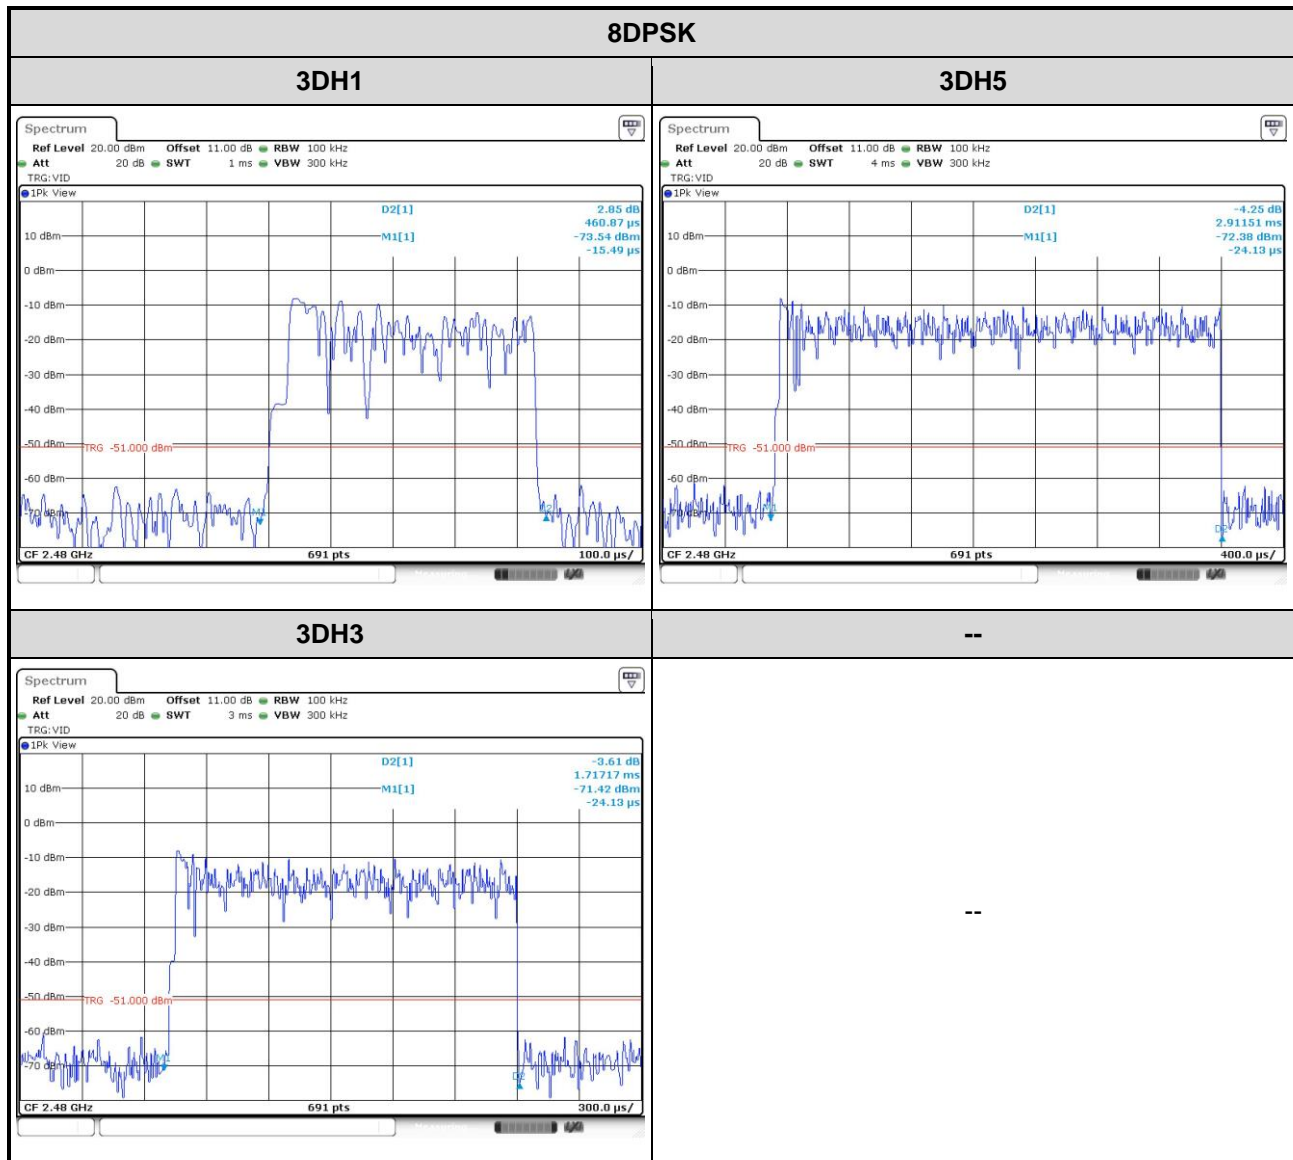 8DPSK
3DH1
3DH5
Spectrum
Ref Level 20.00 dBm Offset 11.00 dB RBW 100 kHz
Att 20 dB SWT 1 ms VBW 300 kHz
TRG:VID
1Pk View
D2[1] 2.85 dB
460.87 µs
10 dBm M1[1] -73.54 dBm
-15.49 µs
0 dBm
-10 dBm
-20 dBm
-30 dBm
-40 dBm
-50 dBm
TRG -51.000 dBm
-60 dBm
-70 dBm
M1
CF 2.48 GHz 691 pts 100.0 µs/
Spectrum
Ref Level 20.00 dBm Offset 11.00 dB RBW 100 kHz
Att 20 dB SWT 4 ms VBW 300 kHz
TRG:VID
1Pk View
D2[1] -4.25 dB
2.91151 ms
10 dBm M1[1] -72.38 dBm
-24.13 µs
0 dBm
-10 dBm
-20 dBm
-30 dBm
-40 dBm
-50 dBm
TRG -51.000 dBm
-60 dBm
-70 dBm
M1
D2
CF 2.48 GHz 691 pts 400.0 µs/
3DH3
--
Spectrum
Ref Level 20.00 dBm Offset 11.00 dB RBW 100 kHz
Att 20 dB SWT 3 ms VBW 300 kHz
TRG:VID
1Pk View
D2[1] -3.61 dB
1.71717 ms
10 dBm M1[1] -71.42 dBm
-24.13 µs
0 dBm
-10 dBm
-20 dBm
-30 dBm
-40 dBm
-50 dBm
TRG -51.000 dBm
-60 dBm
-70 dBm
M1
D2
CF 2.48 GHz 691 pts 300.0 µs/
--